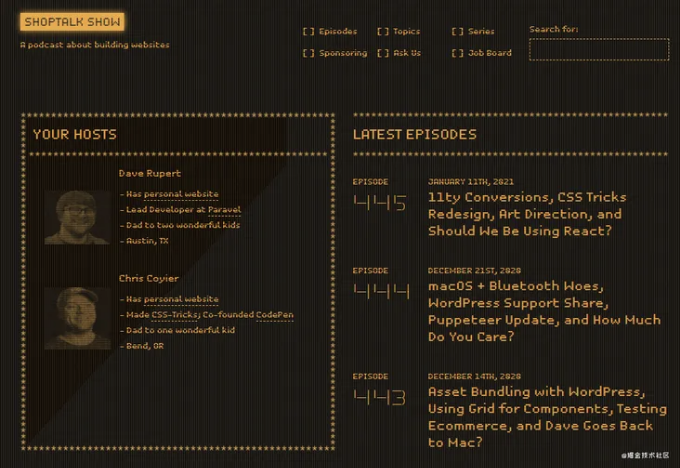 SHOPTALK SHOW
A podcast about building websites
[ ] Episodes [ ] Topics [ ] Series
[ ] Sponsoring [ ] Ask Us [ ] Job Board
Search for:
YOUR HOSTS
Dave Rupert
- Has personal website
- Lead Developer at Paravel
- Dad to two wonderful kids
- Austin, TX
Chris Coyier
- Has personal website
- Made CSS-Tricks; Co-founded CodePen
- Dad to one wonderful kid
- Bend, OR
LATEST EPISODES
EPISODE
445
JANUARY 11TH, 2021
11ty Conversions, CSS Tricks
Redesign, Art Direction, and
Should We Be Using React?
EPISODE
444
DECEMBER 21ST, 2020
macOS + Bluetooth Woes,
WordPress Support Share,
Puppeteer Update, and How Much
Do You Care?
EPISODE
443
DECEMBER 14TH, 2020
Asset Bundling with WordPress,
Using Grid for Components, Testing
Ecommerce, and Dave Goes Back
to Mac?
@稀土掘金技术社区